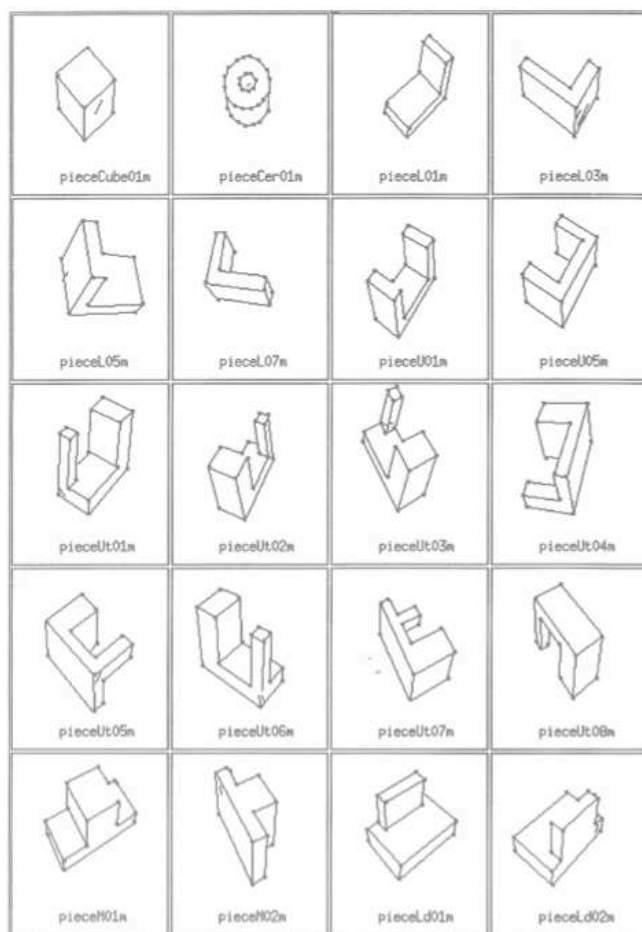 pieceCube01m pieceCer01m pieceL01m pieceL03m
pieceL05m pieceL07m pieceU01m pieceU05m
pieceUt01m pieceUt02m pieceUt03m pieceUt04m
pieceUt05m pieceUt06m pieceUt07m pieceUt08m
pieceM01m pieceM02m pieceLd01m pieceLd02m